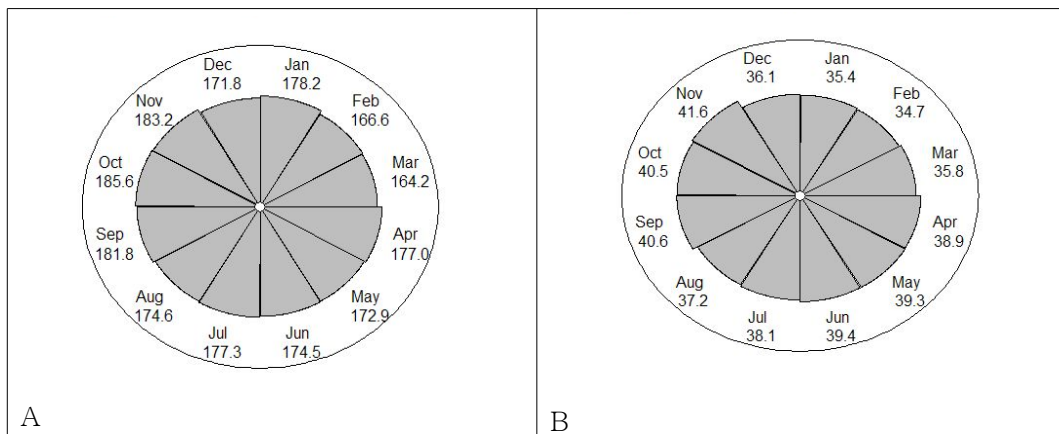 Jan
178.2
Feb
166.6
Mar
164.2
Apr
177.0
May
172.9
Jun
174.5
Jul
177.3
Aug
174.6
Sep
181.8
Oct
185.6
Nov
183.2
Dec
171.8
A
Jan
35.4
Feb
34.7
Mar
35.8
Apr
38.9
May
39.3
Jun
39.4
Jul
38.1
Aug
37.2
Sep
40.6
Oct
40.5
Nov
41.6
Dec
36.1
B